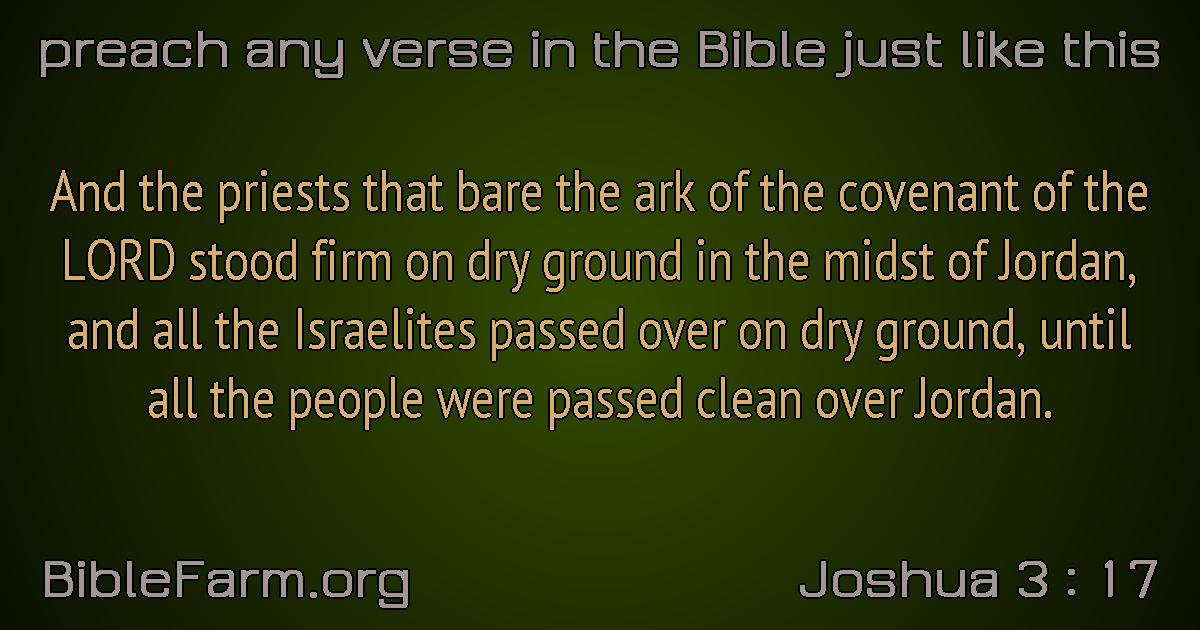 preach any verse in the Bible just like this
And the priests that bare the ark of the covenant of the
LORD stood firm on dry ground in the midst of Jordan,
and all the Israelites passed over on dry ground, until
all the people were passed clean over Jordan.
BibleFarm.org
Joshua 3 : 17